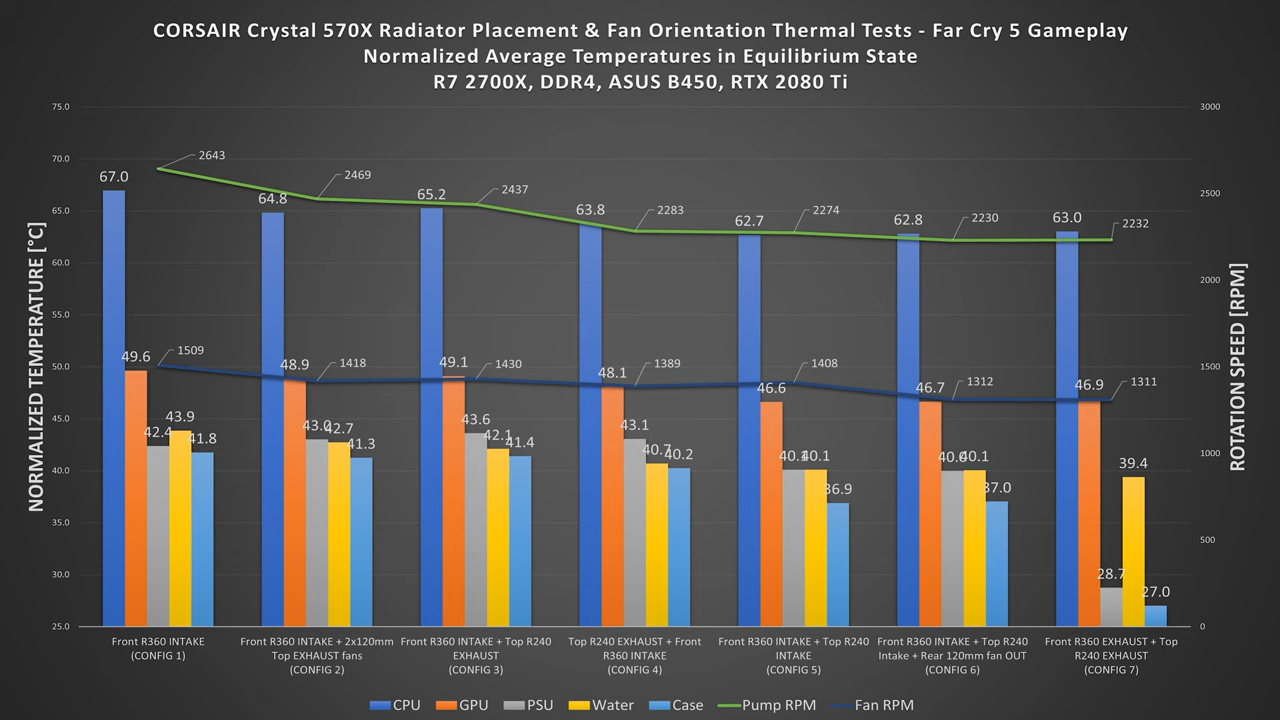 CORSAIR Crystal 570X Radiator Placement & Fan Orientation Thermal Tests - Far Cry 5 Gameplay
Normalized Average Temperatures in Equilibrium State
R7 2700X, DDR4, ASUS B450, RTX 2080 Ti
NORMALIZED TEMPERATURE [°C]
75.0
70.0
65.0
60.0
55.0
50.0
45.0
40.0
35.0
30.0
25.0
67.0
49.6
42.4
43.9
41.8
2643
1509
64.8
48.9
43.0
42.7
41.3
2469
1418
65.2
49.1
43.6
42.1
41.4
2437
1430
63.8
48.1
43.1
40.7
40.2
2283
1389
62.7
46.6
40.1
40.1
36.9
2274
1408
62.8
46.7
40.0
40.1
37.0
2230
1312
63.0
46.9
28.7
39.4
27.0
2232
1311
3000
2500
2000
1500
1000
500
0
ROTATION SPEED [RPM]
Front R360 INTAKE
(CONFIG 1)
Front R360 INTAKE + 2x120mm
Top EXHAUST fans
(CONFIG 2)
Front R360 INTAKE + Top R240
EXHAUST
(CONFIG 3)
Top R240 EXHAUST + Front
R360 INTAKE
(CONFIG 4)
Front R360 INTAKE + Top R240
INTAKE
(CONFIG 5)
Front R360 INTAKE + Top R240
Intake + Rear 120mm fan OUT
(CONFIG 6)
Front R360 EXHAUST + Top
R240 EXHAUST
(CONFIG 7)
CPU GPU PSU Water Case Pump RPM Fan RPM